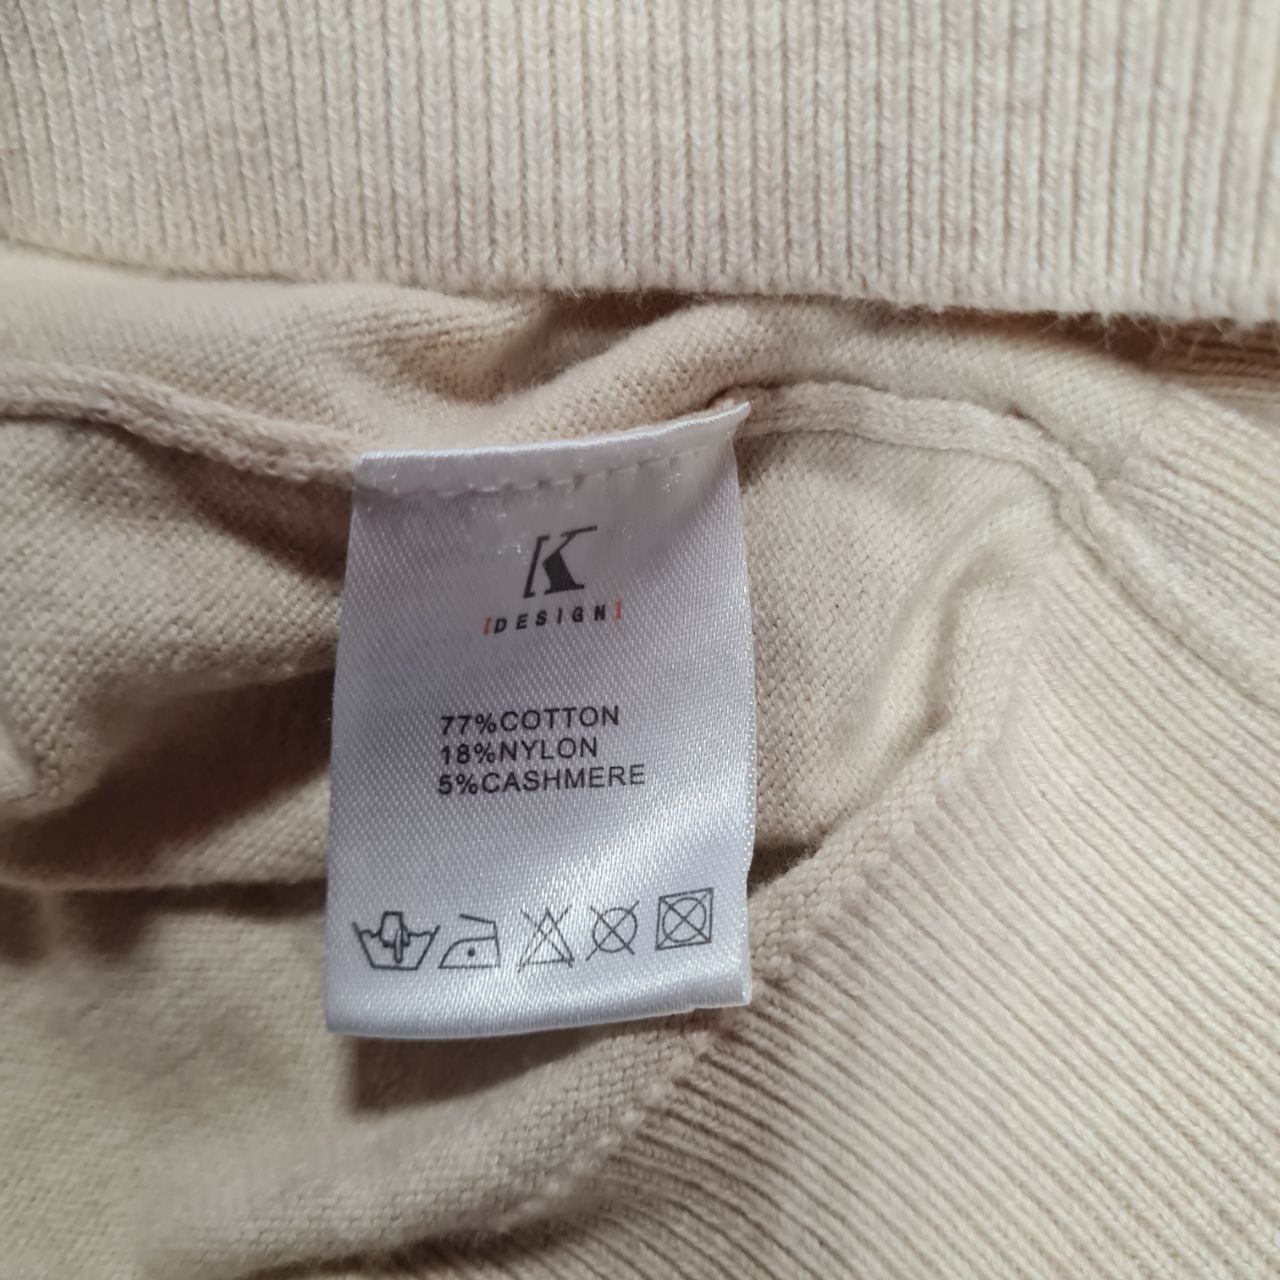 K
[DESIGN]
77%COTTON
18%NYLON
5%CASHMERE